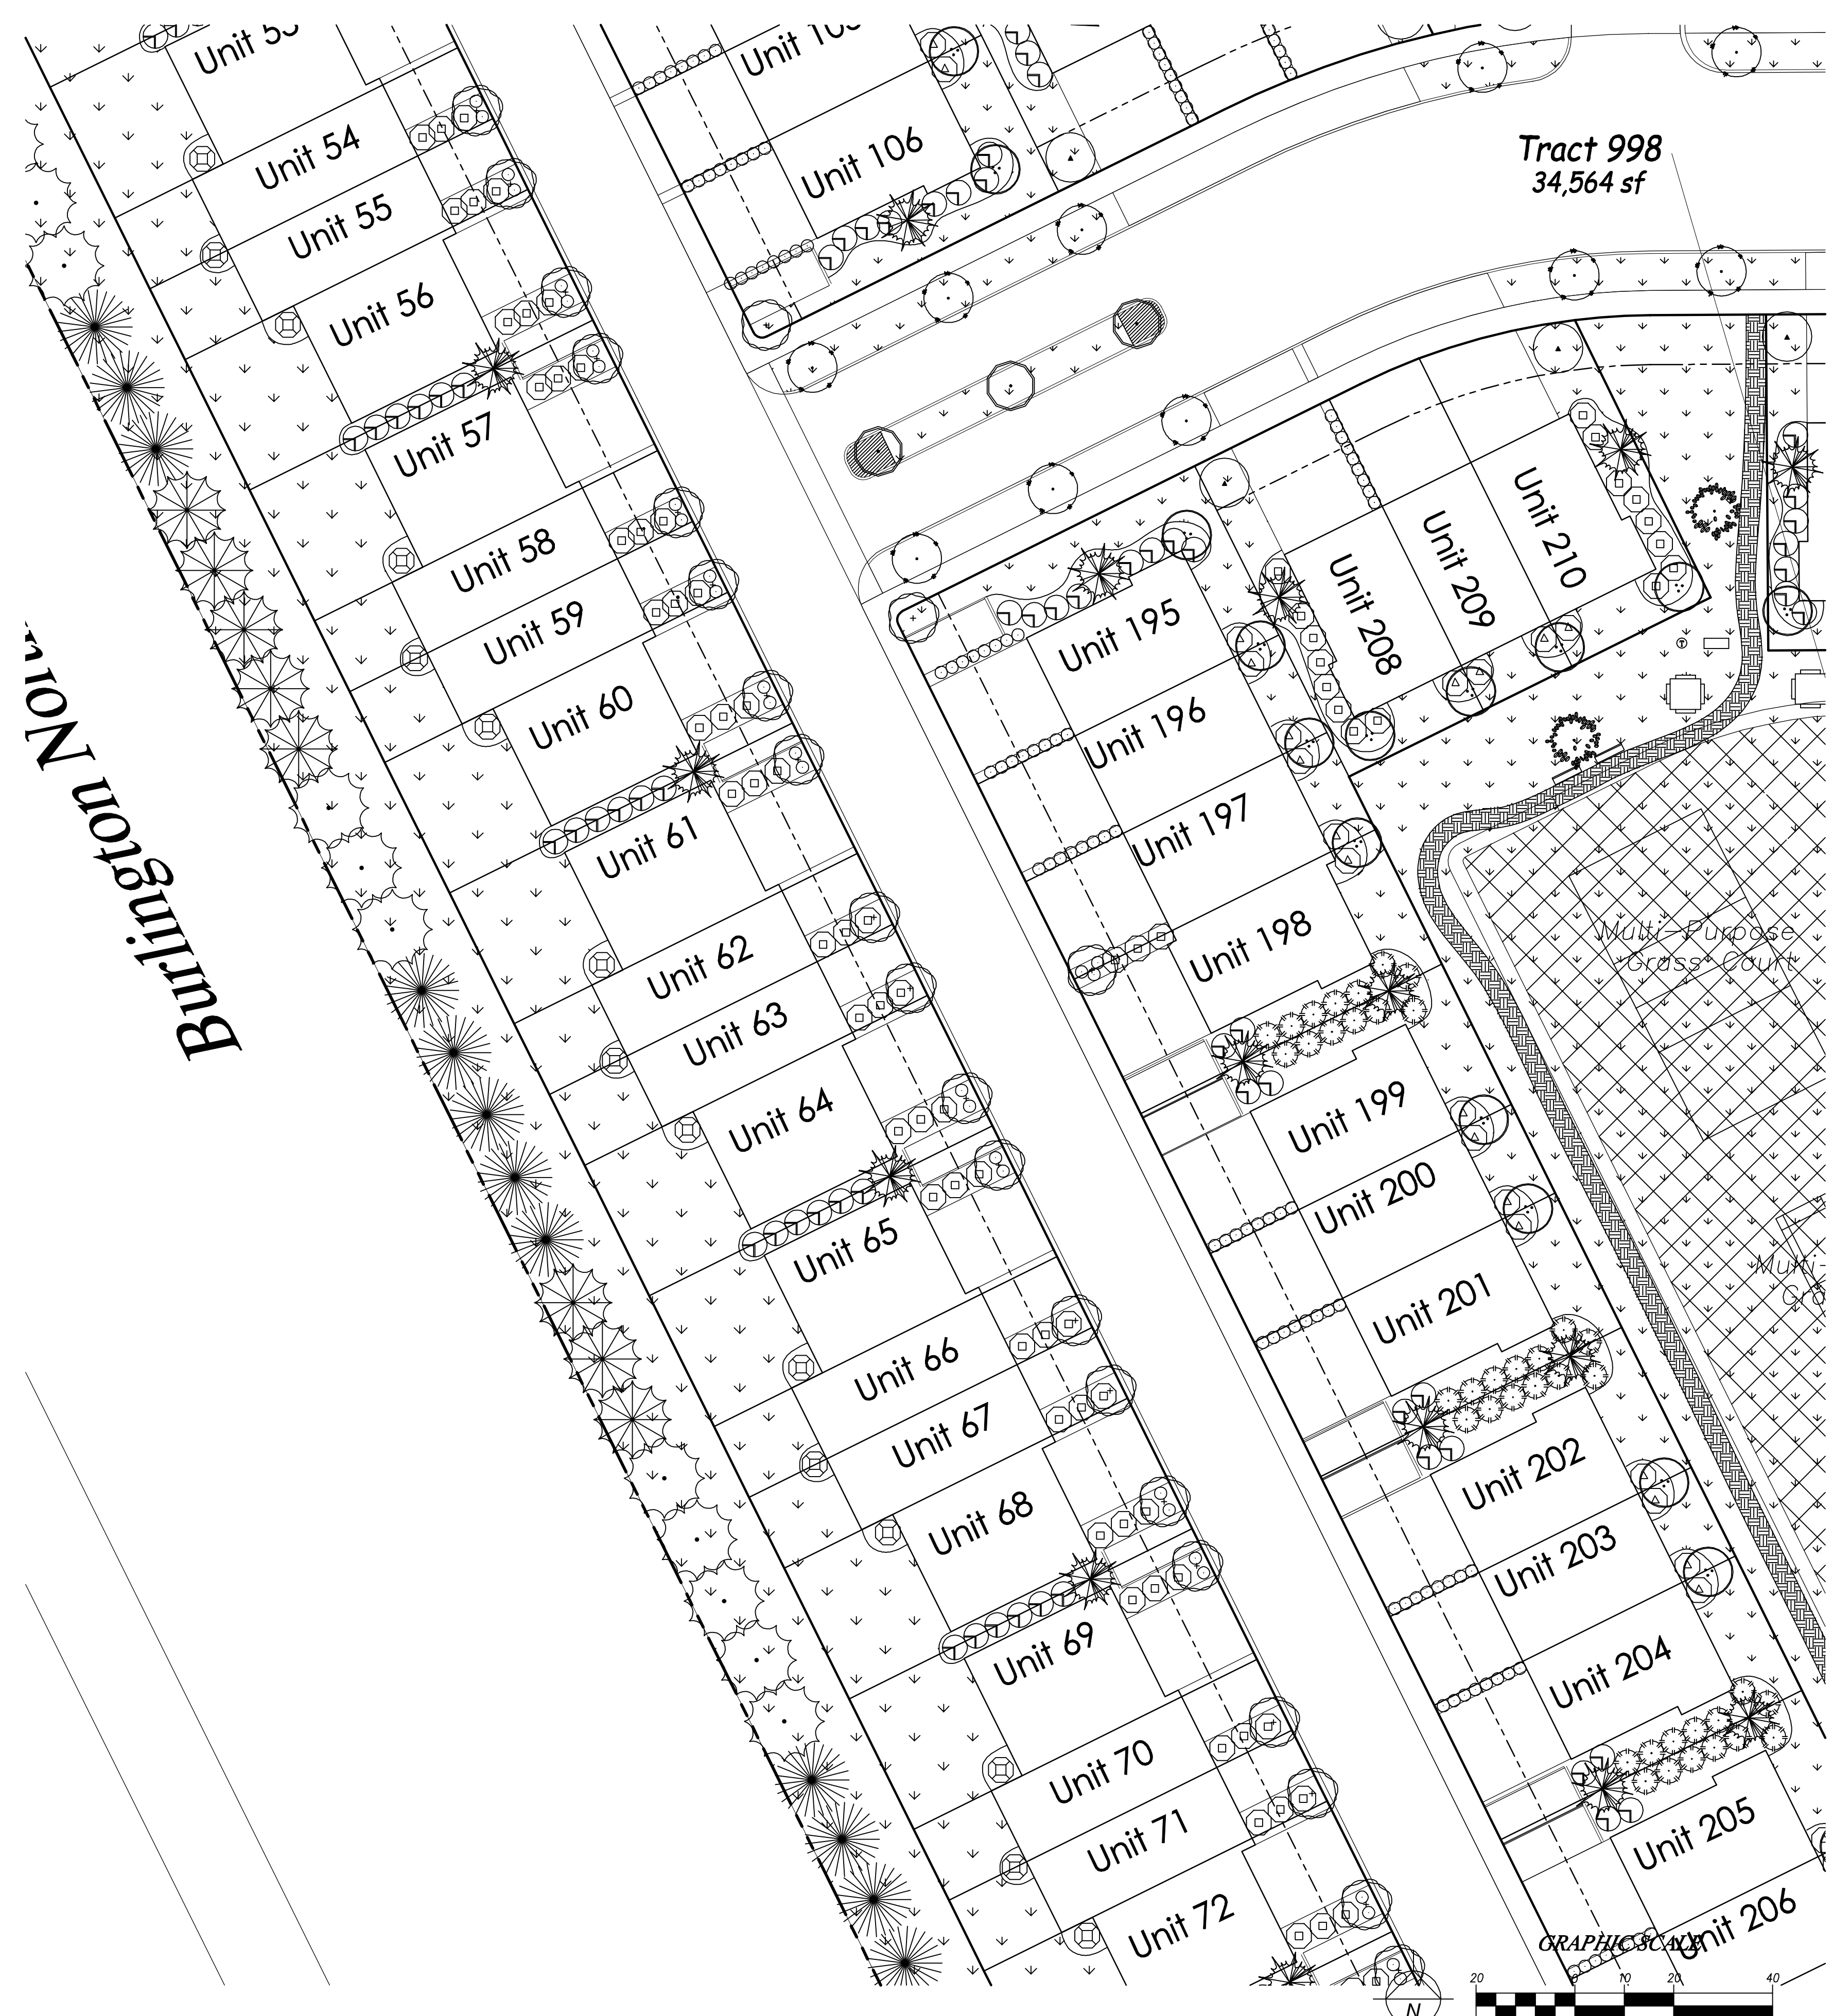 Unit 54
Unit 55
Unit 56
Unit 57
Unit 58
Unit 59
Unit 60
Unit 61
Unit 62
Unit 63
Unit 64
Unit 65
Unit 66
Unit 67
Unit 68
Unit 69
Unit 70
Unit 71
Unit 72
Burlington
Unit 106
Tract 998
34,564 sf
Unit 195
Unit 196
Unit 197
Unit 198
Unit 199
Unit 200
Unit 201
Unit 202
Unit 203
Unit 204
Unit 205
Unit 206
Unit 208
Unit 209
Unit 210
Multi-Purpose
Grass Court
Multi-
GRAPHIC SCALE
20 0 10 20 40
N